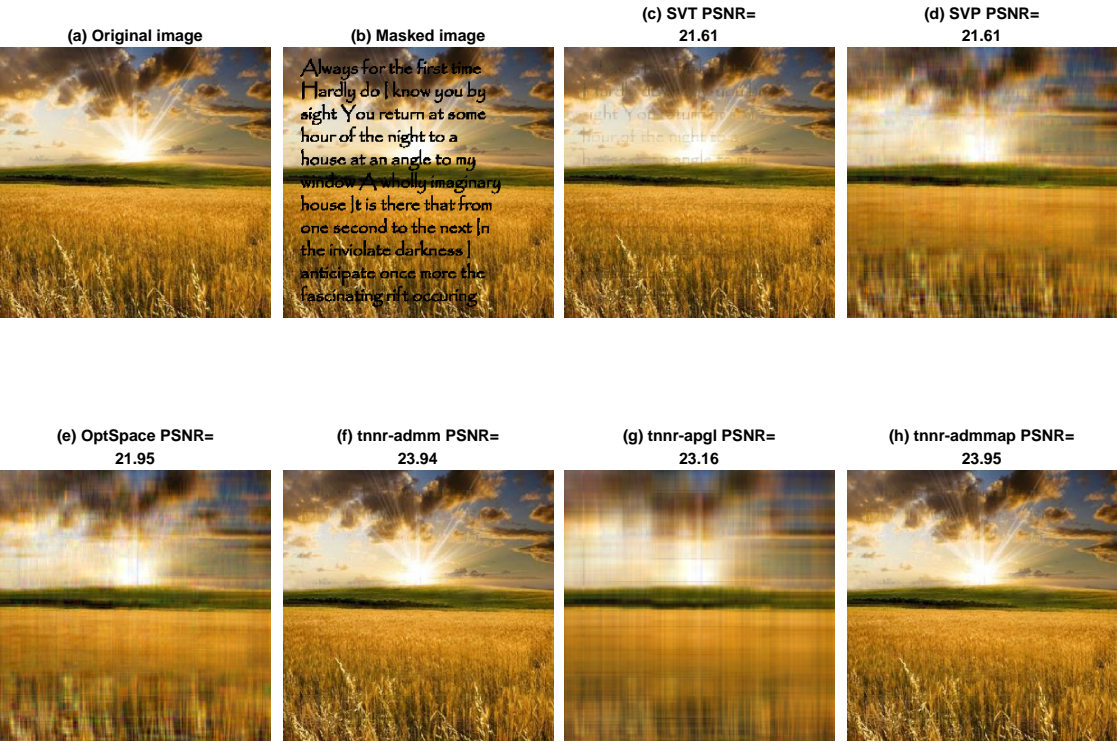 (a) Original image
(b) Masked image
(c) SVT PSNR=
21.61
(d) SVP PSNR=
21.61
Always for the first time
Hardly do I know you by
sight You return at some
hour of the night to a
house at an angle to my
window A wholly imaginary
house It is there that from
one second to the next In
the inviolate darkness I
anticipate once more the
fascinating rift occuring
(e) OptSpace PSNR=
21.95
(f) tnnr-admm PSNR=
23.94
(g) tnnr-apgl PSNR=
23.16
(h) tnnr-admmap PSNR=
23.95